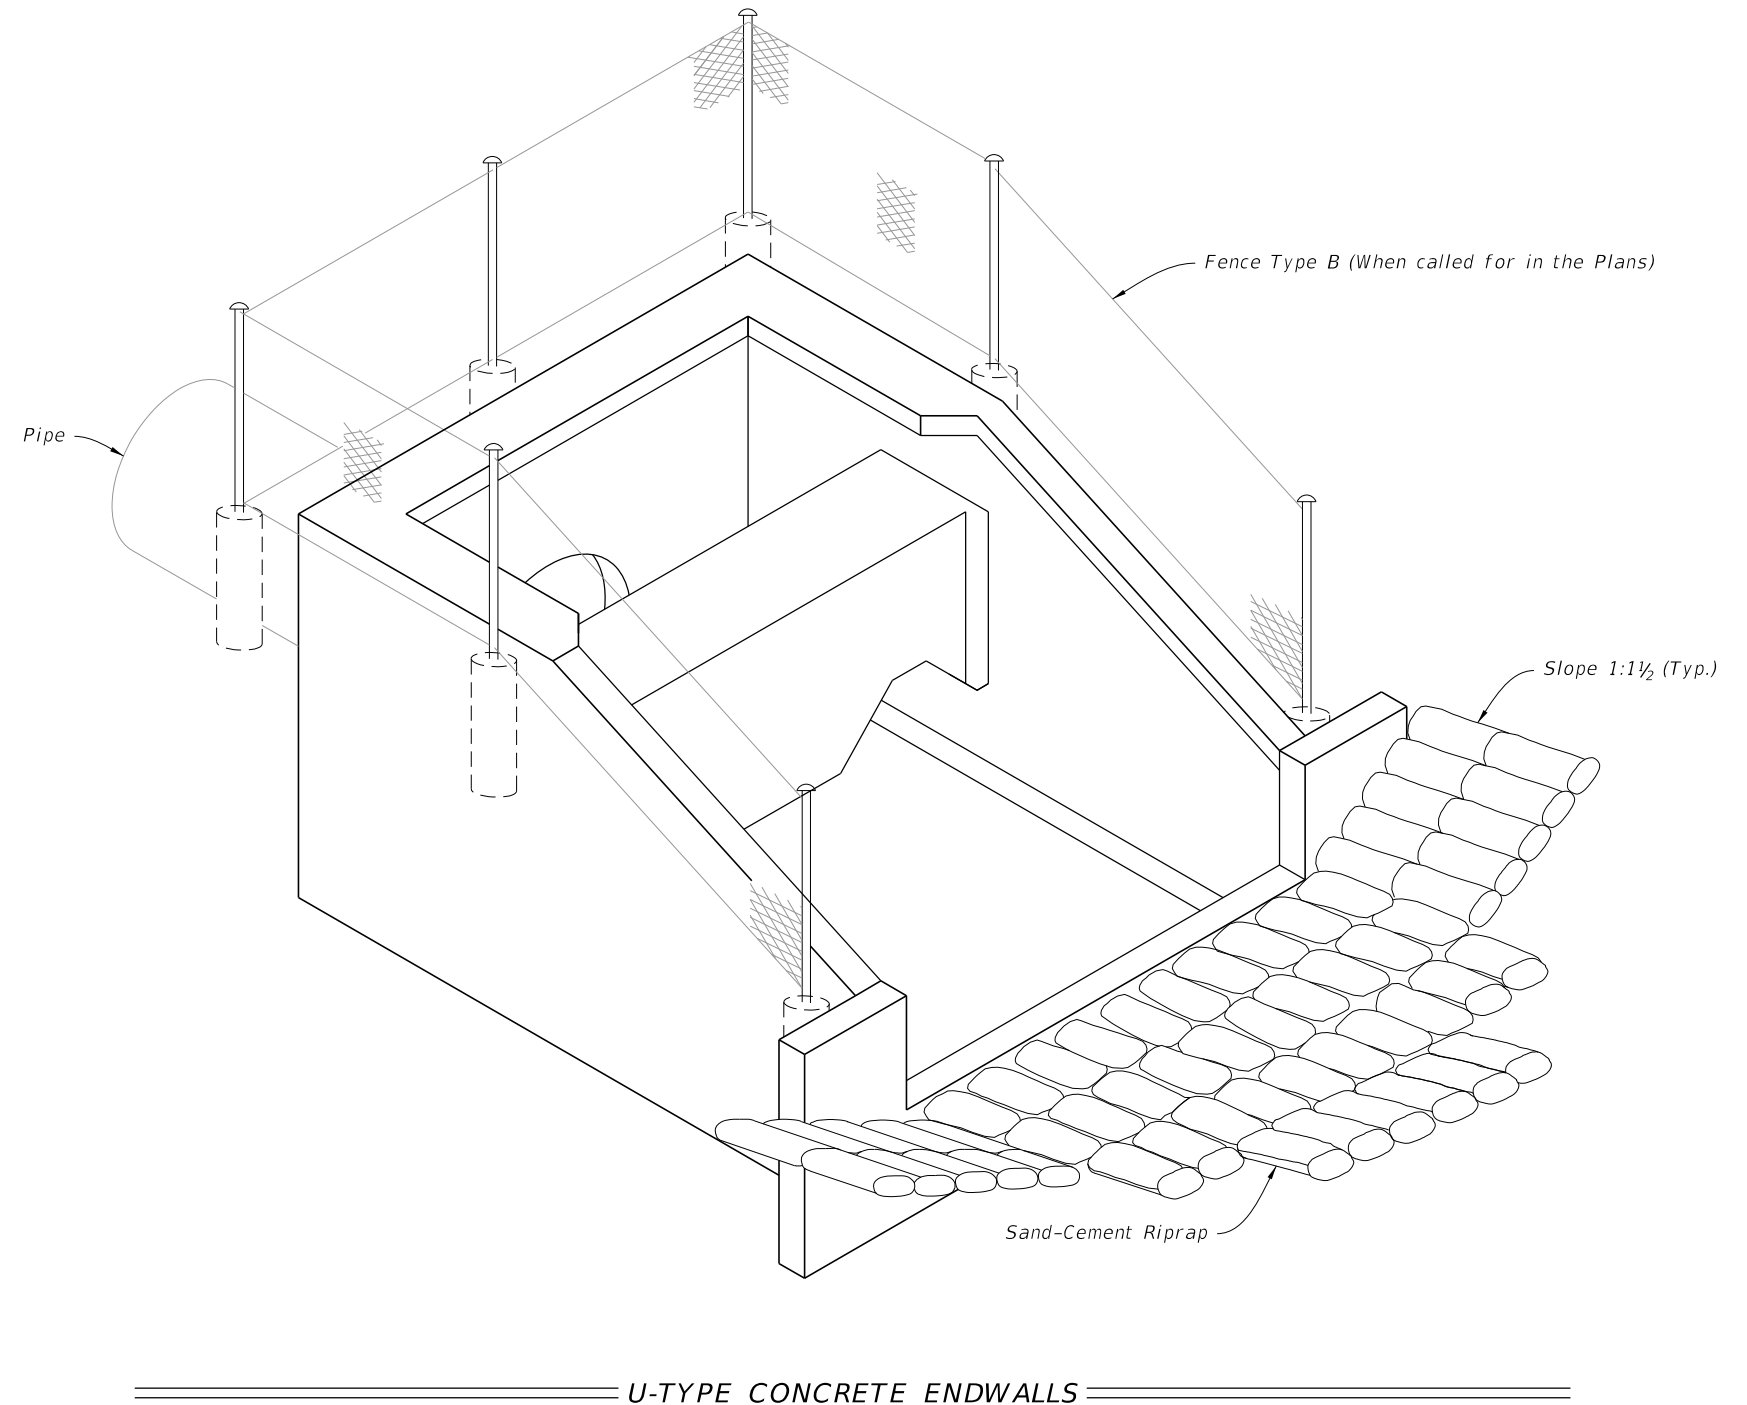 Fence Type B (When called for in the Plans)
Pipe
Slope 1:1½ (Typ.)
Sand-Cement Riprap
U-TYPE CONCRETE ENDWALLS